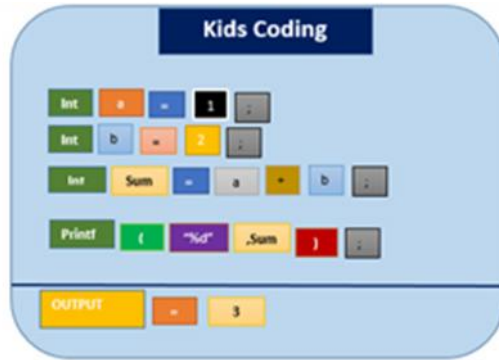 Kids Coding
Int a = 1 ;
Int b = 2 ;
Int Sum = a + b ;
Printf ( "%d" ,Sum ) ;
OUTPUT = 3